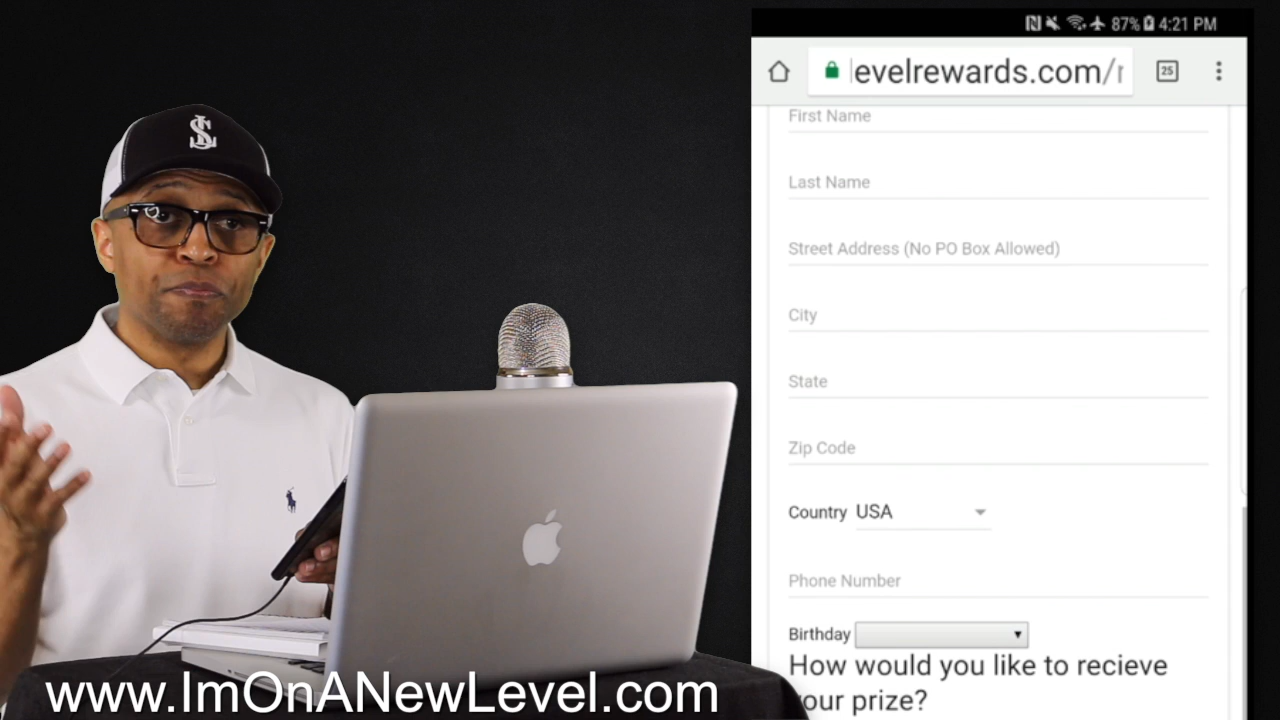 87% 4:21 PM
evelrewards.com/r
25
First Name
Last Name
Street Address (No PO Box Allowed)
City
State
Zip Code
Country USA
Phone Number
Birthday
How would you like to recieve
your prize?
www.ImOnANewLevel.com